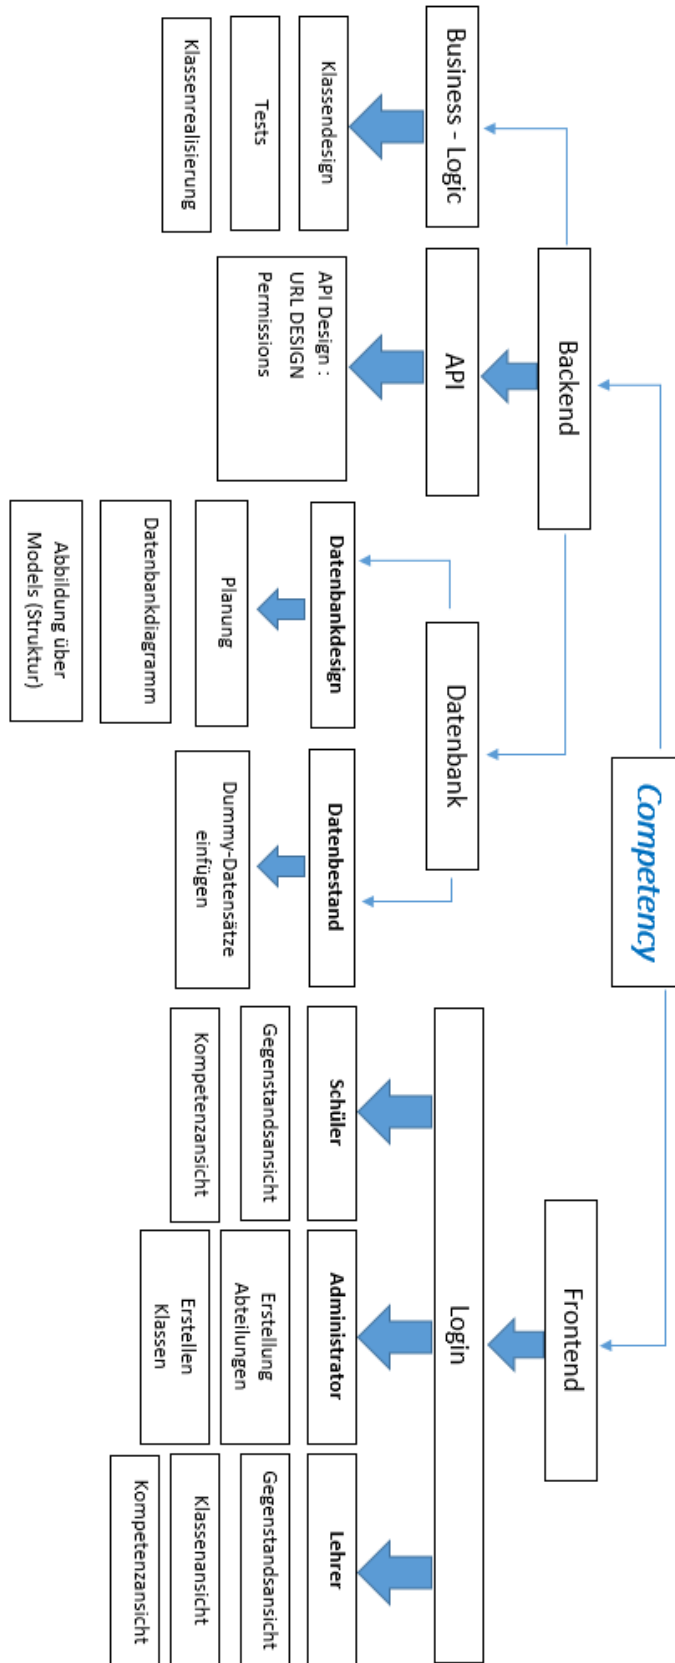 Competency
Backend
Frontend
Business - Logic
API
Datenbank
Login
Klassendesign
Tests
Klassenrealisierung
API Design :
URL DESIGN
Permissions
Datenbankdesign
Planung
Datenbankdiagramm
Abbildung über
Models (Struktur)
Datenbestand
Dummy-Datensätze
einfügen
Schüler
Gegenstandsansicht
Kompetenzansicht
Administrator
Erstellung
Abteilungen
Erstellen
Klassen
Lehrer
Gegenstandsansicht
Klassenansicht
Kompetenzansicht